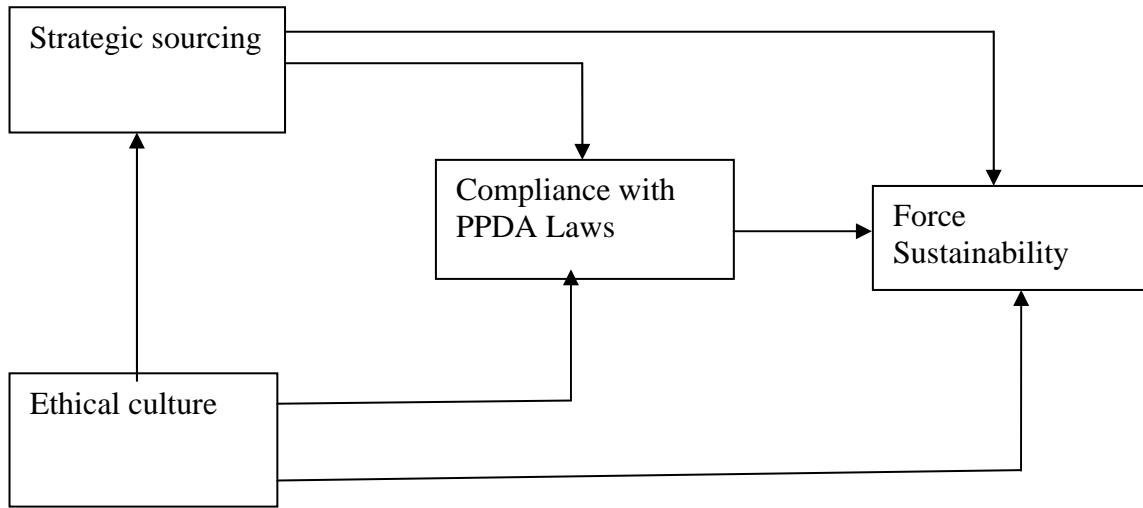 Strategic sourcing
Compliance with
PPDA Laws
Force
Sustainability
Ethical culture